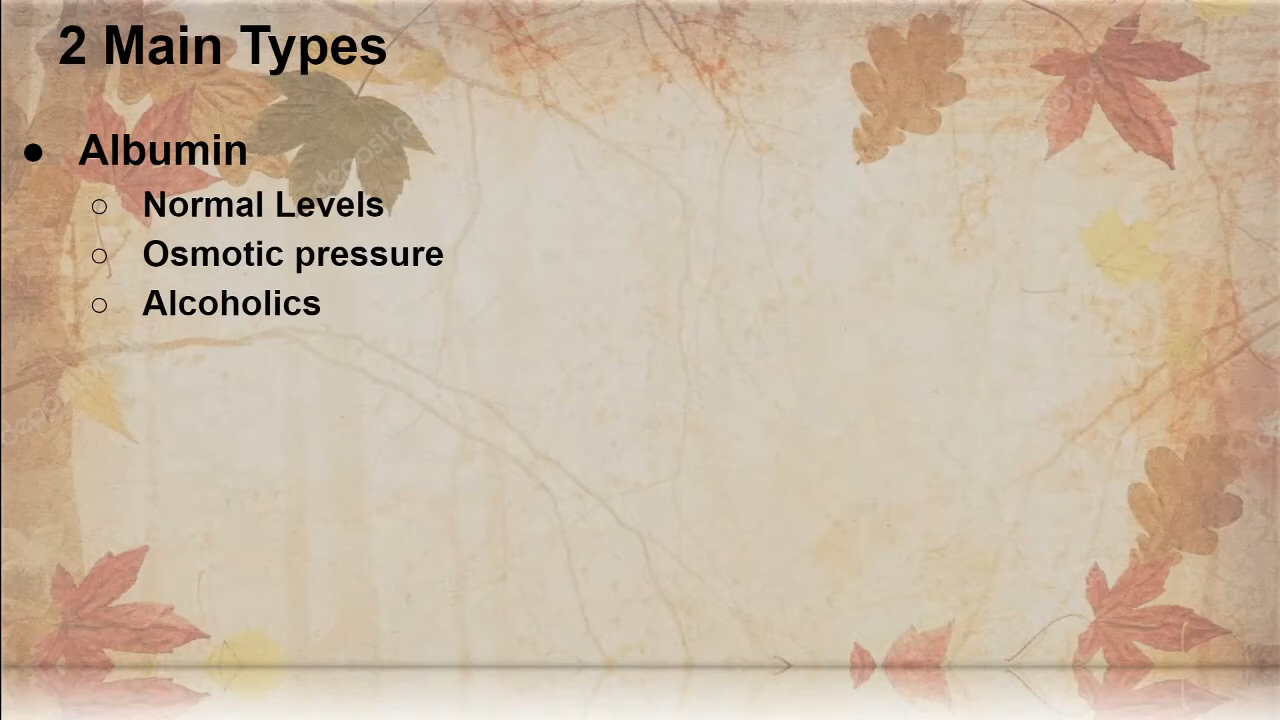 2 Main Types
● Albumin
○ Normal Levels
○ Osmotic pressure
○ Alcoholics